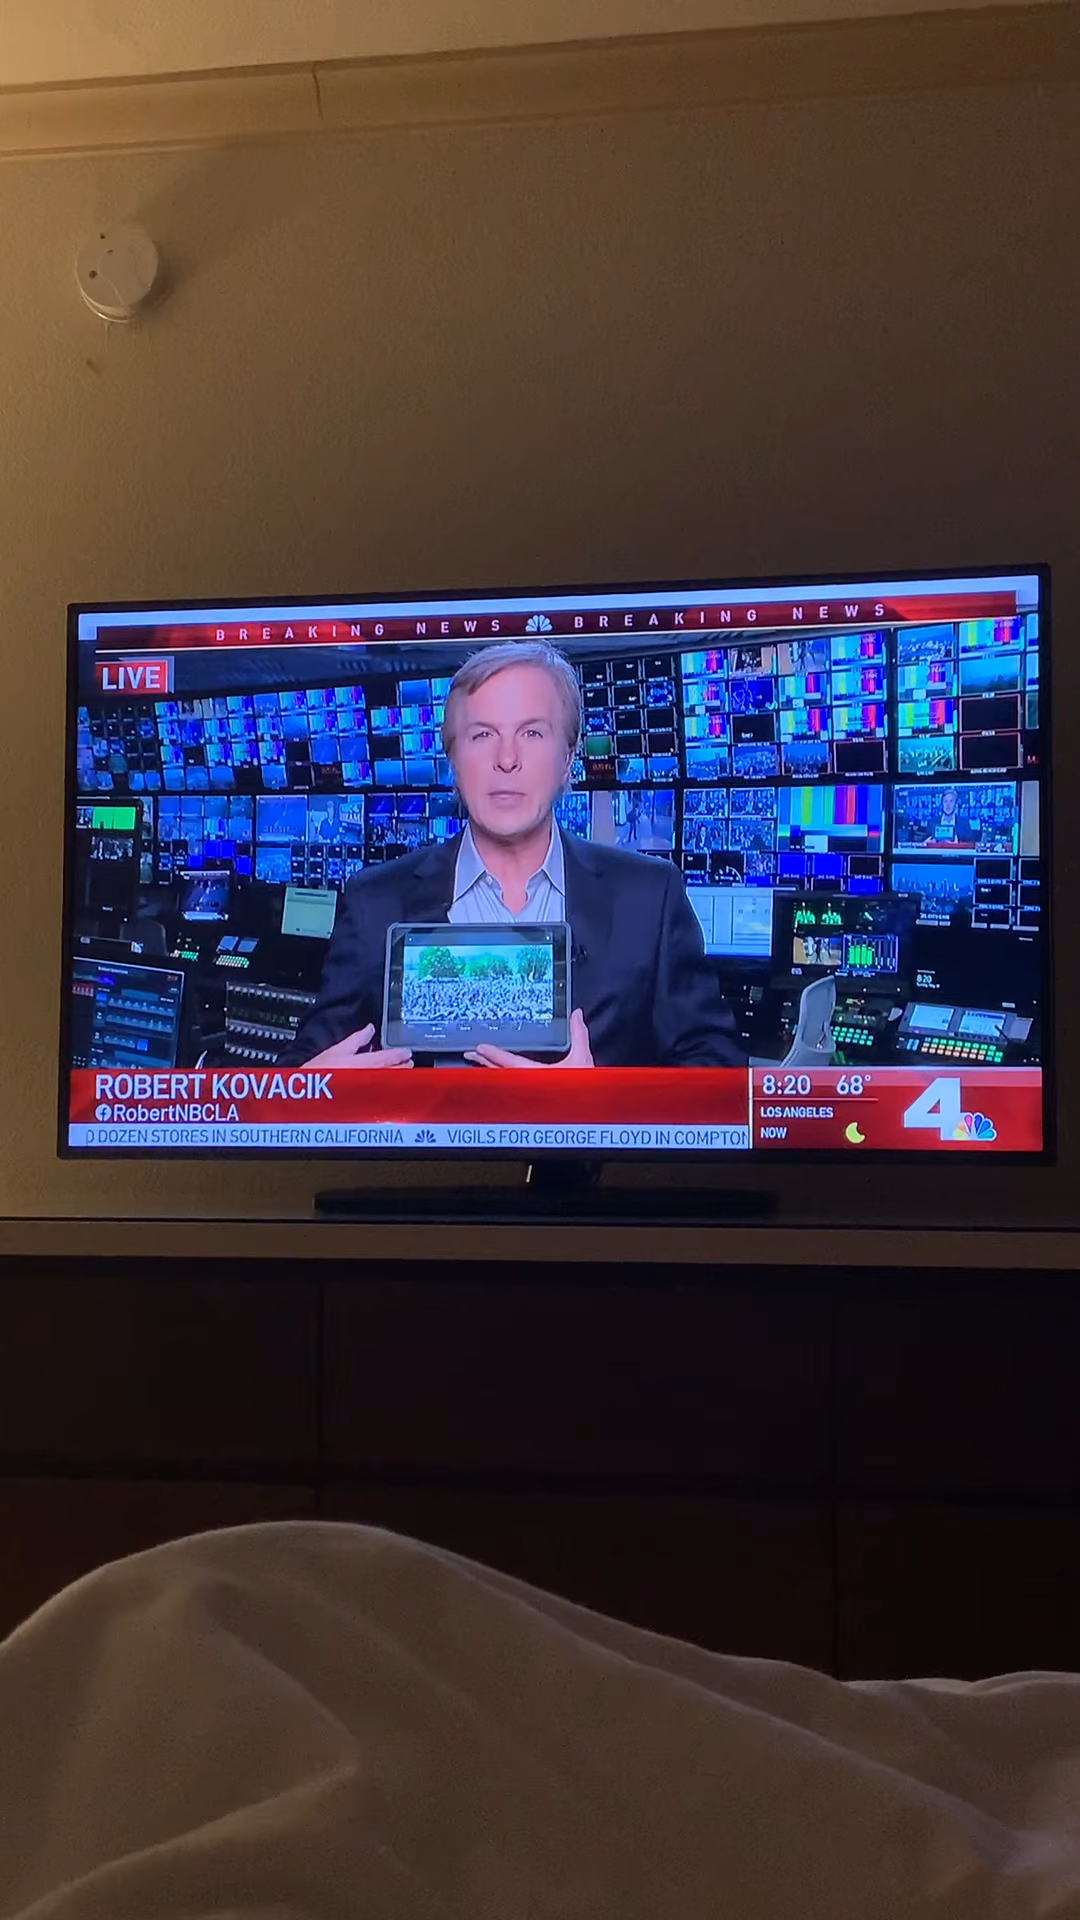 BREAKING NEWS BREAKING NEWS
LIVE
ROBERT KOVACIK
RobertNBCLA
DOZEN STORES IN SOUTHERN CALIFORNIA VIGILS FOR GEORGE FLOYD IN COMPTON
8:20 68°
LOS ANGELES
NOW
4